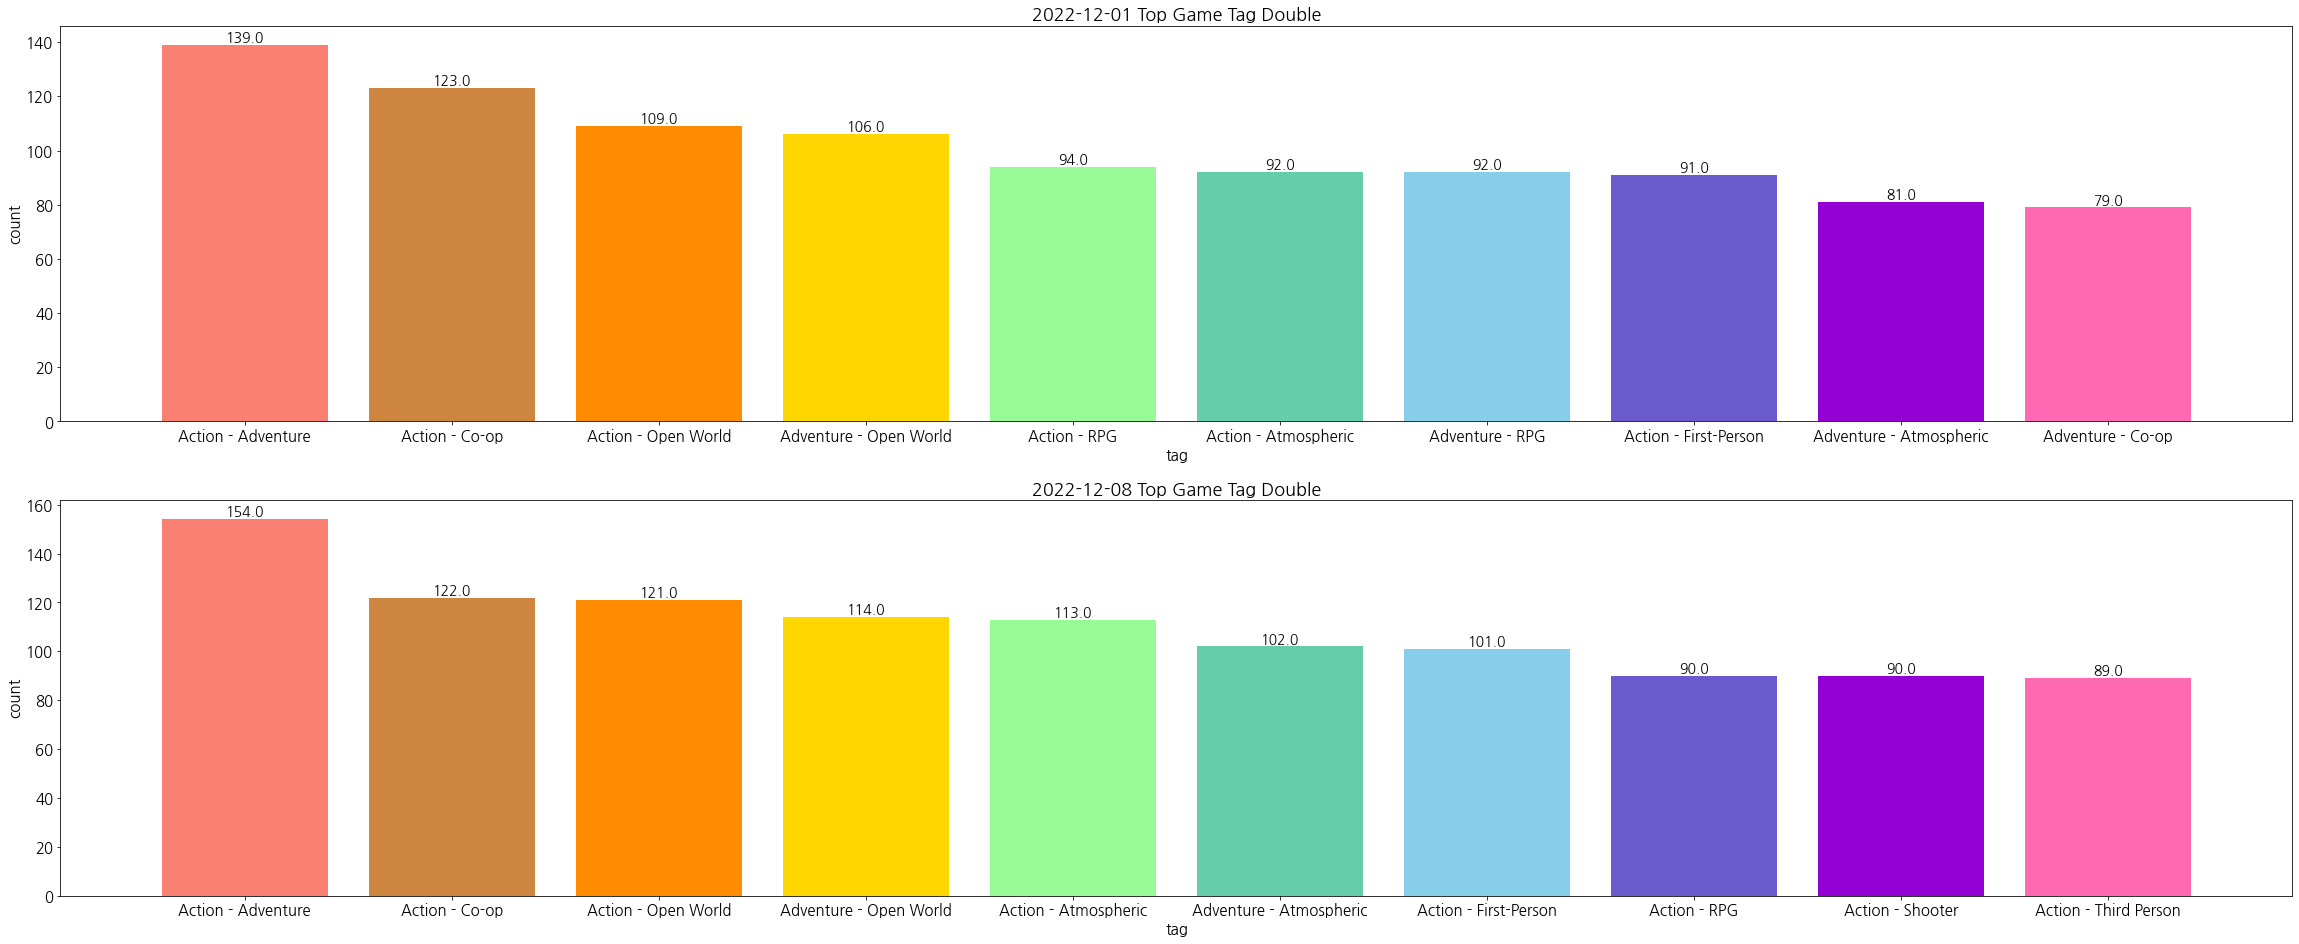 2022-12-01 Top Game Tag Double
140
120
100
80
60
40
20
0
count
139.0
123.0
109.0
106.0
94.0
92.0
92.0
91.0
81.0
79.0
Action - Adventure
Action - Co-op
Action - Open World
Adventure - Open World
Action - RPG
Action - Atmospheric
Adventure - RPG
Action - First-Person
Adventure - Atmospheric
Adventure - Co-op
tag
2022-12-08 Top Game Tag Double
160
140
120
100
80
60
40
20
0
count
154.0
122.0
121.0
114.0
113.0
102.0
101.0
90.0
90.0
89.0
Action - Adventure
Action - Co-op
Action - Open World
Adventure - Open World
Action - Atmospheric
Adventure - Atmospheric
Action - First-Person
Action - RPG
Action - Shooter
Action - Third Person
tag